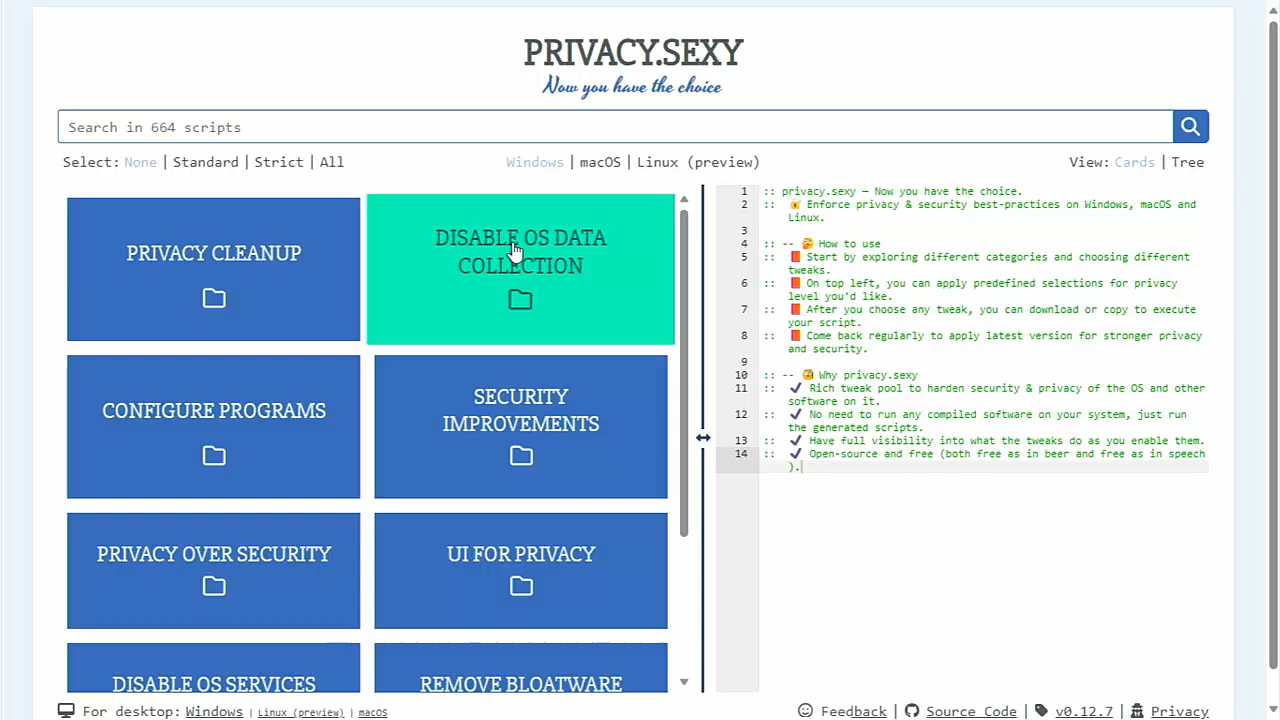 PRIVACY.SEXY
Now you have the choice
Search in 664 scripts
Select: None | Standard | Strict | All
Windows | macOS | Linux (preview)
View: Cards | Tree
PRIVACY CLEANUP
DISABLE OS DATA
COLLECTION
CONFIGURE PROGRAMS
SECURITY
IMPROVEMENTS
PRIVACY OVER SECURITY
UI FOR PRIVACY
DISABLE OS SERVICES
REMOVE BLOATWARE
1 :: privacy.sexy — Now you have the choice.
2 :: 🔐 Enforce privacy & security best-practices on Windows, macOS and
Linux.
3
4 :: -- 🤔 How to use
5 :: 📙 Start by exploring different categories and choosing different
tweaks.
6 :: 📙 On top left, you can apply predefined selections for privacy
level you'd like.
7 :: 📙 After you choose any tweak, you can download or copy to execute
your script.
8 :: 📙 Come back regularly to apply latest version for stronger privacy
and security.
9
10 :: -- 🧐 Why privacy.sexy
11 :: ✔ Rich tweak pool to harden security & privacy of the OS and other
software on it.
12 :: ✔ No need to run any compiled software on your system, just run
the generated scripts.
13 :: ✔ Have full visibility into what the tweaks do as you enable them.
14 :: ✔ Open-source and free (both free as in beer and free as in speech
).
For desktop: Windows | Linux (preview) | macOS
Feedback Source Code v0.12.7 Privacy